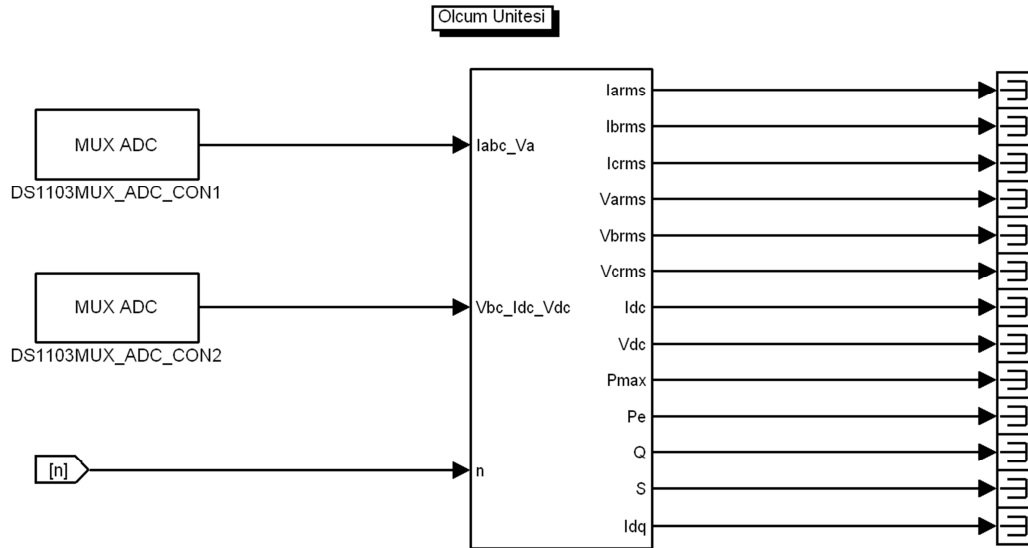 Olcum Unitesi
MUX ADC
DS1103MUX_ADC_CON1
MUX ADC
DS1103MUX_ADC_CON2
[n]
Iabc_Va
Vbc_Idc_Vdc
n
Iarms
Ibrms
Icrms
Varms
Vbrms
Vcrms
Idc
Vdc
Pmax
Pe
Q
S
Idq